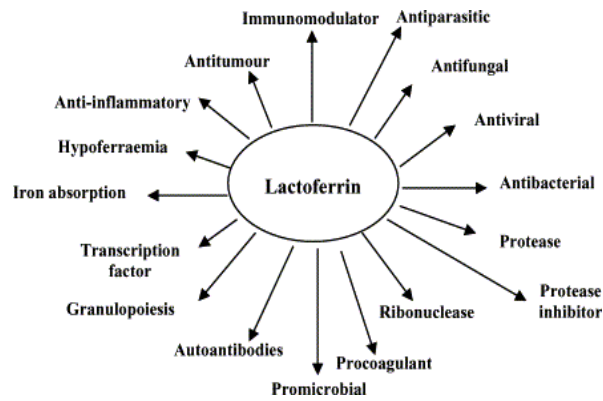 Immunomodulator
Antiparasitic
Antitumour
Antifungal
Anti-inflammatory
Antiviral
Hypoferraemia
Lactoferrin
Iron absorption
Antibacterial
Transcription
factor
Protease
Granulopoiesis
Protease
inhibitor
Ribonuclease
Autoantibodies
Procoagulant
Promicrobial